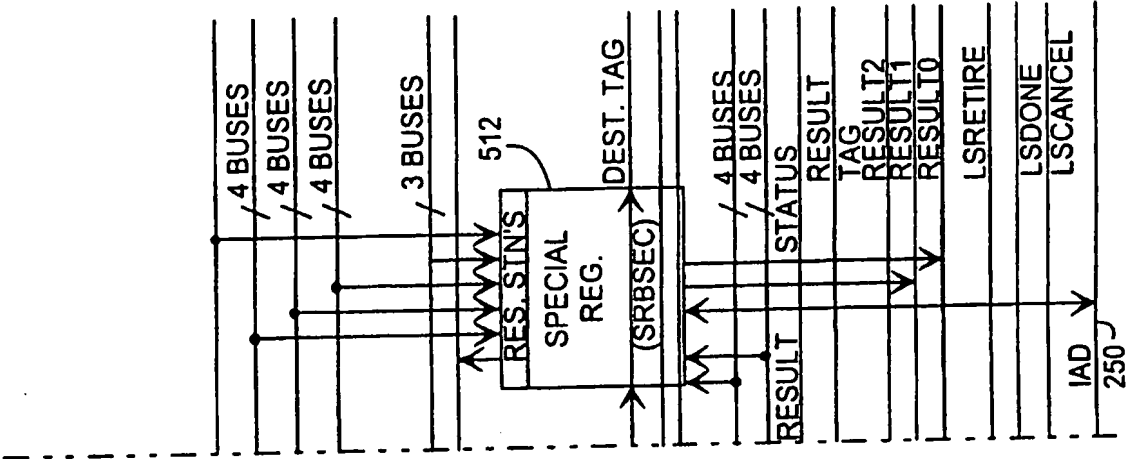 4 BUSES
4 BUSES
4 BUSES
3 BUSES
512
RES. STN'S
SPECIAL
REG.
(SRBSEC)
DEST. TAG
4 BUSES
4 BUSES
RESULT STATUS
RESULT
TAG
RESULT2
RESULT1
RESULT0
LSRETIRE
LSDONE
LSCANCEL
IAD
250